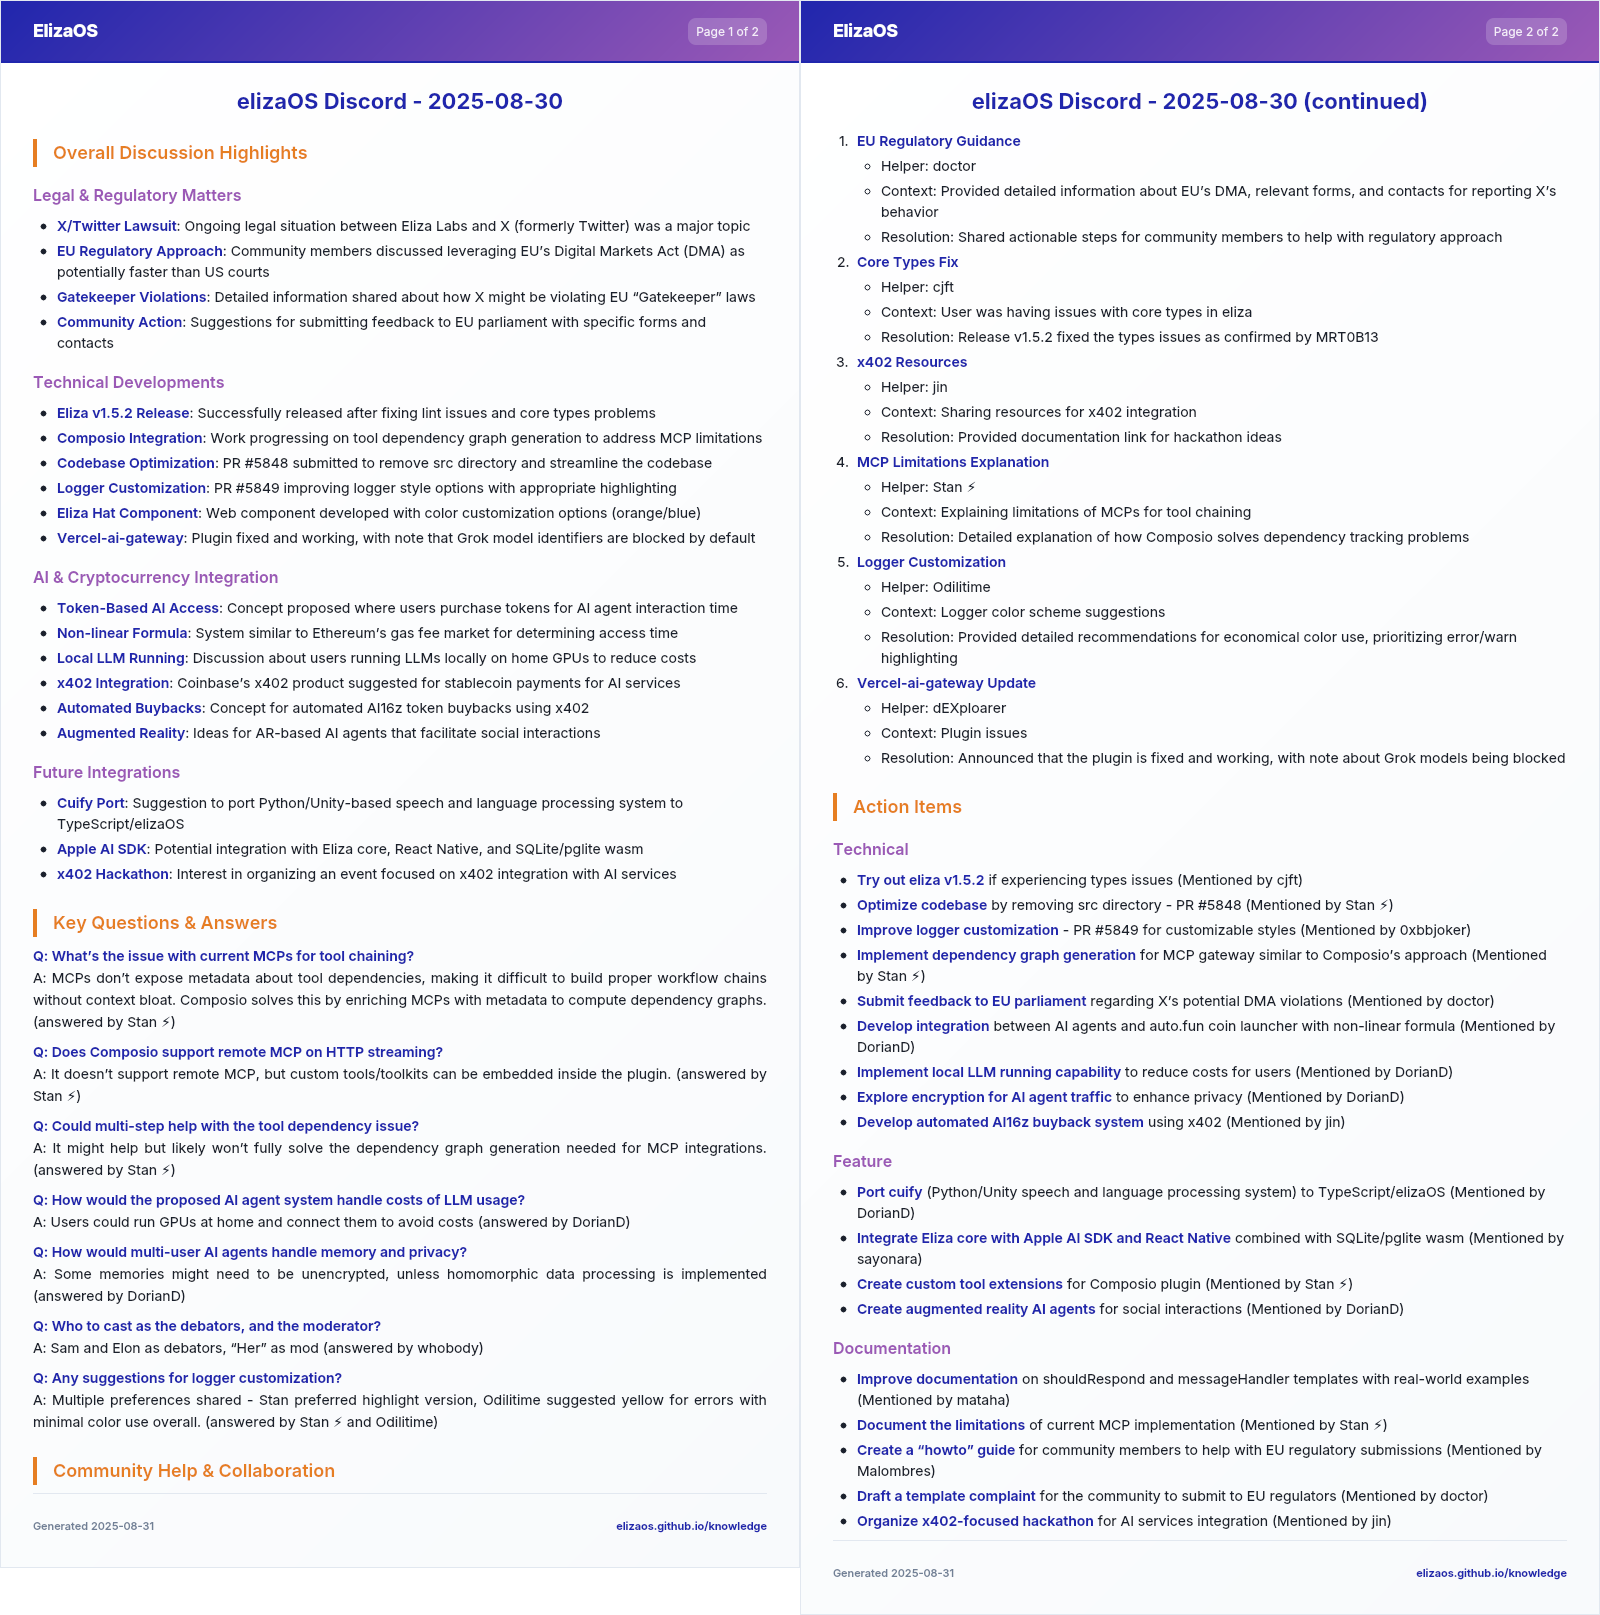 ElizaOS
Page 1 of 2
elizaOS Discord - 2025-08-30
Overall Discussion Highlights
Legal & Regulatory Matters
• X/Twitter Lawsuit: Ongoing legal situation between Eliza Labs and X (formerly Twitter) was a major topic
• EU Regulatory Approach: Community members discussed leveraging EU’s Digital Markets Act (DMA) as
potentially faster than US courts
• Gatekeeper Violations: Detailed information shared about how X might be violating EU “Gatekeeper” laws
• Community Action: Suggestions for submitting feedback to EU parliament with specific forms and
contacts
Technical Developments
• Eliza v1.5.2 Release: Successfully released after fixing lint issues and core types problems
• Composio Integration: Work progressing on tool dependency graph generation to address MCP limitations
• Codebase Optimization: PR #5848 submitted to remove src directory and streamline the codebase
• Logger Customization: PR #5849 improving logger style options with appropriate highlighting
• Eliza Hat Component: Web component developed with color customization options (orange/blue)
• Vercel-ai-gateway: Plugin fixed and working, with note that Grok model identifiers are blocked by default
AI & Cryptocurrency Integration
• Token-Based AI Access: Concept proposed where users purchase tokens for AI agent interaction time
• Non-linear Formula: System similar to Ethereum’s gas fee market for determining access time
• Local LLM Running: Discussion about users running LLMs locally on home GPUs to reduce costs
• x402 Integration: Coinbase’s x402 product suggested for stablecoin payments for AI services
• Automated Buybacks: Concept for automated AI16z token buybacks using x402
• Augmented Reality: Ideas for AR-based AI agents that facilitate social interactions
Future Integrations
• Cuify Port: Suggestion to port Python/Unity-based speech and language processing system to
TypeScript/elizaOS
• Apple AI SDK: Potential integration with Eliza core, React Native, and SQLite/pglite wasm
• x402 Hackathon: Interest in organizing an event focused on x402 integration with AI services
Key Questions & Answers
Q: What’s the issue with current MCPs for tool chaining?
A: MCPs don’t expose metadata about tool dependencies, making it difficult to build proper workflow chains
without context bloat. Composio solves this by enriching MCPs with metadata to compute dependency graphs.
(answered by Stan ⚡)
Q: Does Composio support remote MCP on HTTP streaming?
A: It doesn’t support remote MCP, but custom tools/toolkits can be embedded inside the plugin. (answered by
Stan ⚡)
Q: Could multi-step help with the tool dependency issue?
A: It might help but likely won’t fully solve the dependency graph generation needed for MCP integrations.
(answered by Stan ⚡)
Q: How would the proposed AI agent system handle costs of LLM usage?
A: Users could run GPUs at home and connect them to avoid costs (answered by DorianD)
Q: How would multi-user AI agents handle memory and privacy?
A: Some memories might need to be unencrypted, unless homomorphic data processing is implemented
(answered by DorianD)
Q: Who to cast as the debators, and the moderator?
A: Sam and Elon as debators, “Her” as mod (answered by whobody)
Q: Any suggestions for logger customization?
A: Multiple preferences shared - Stan preferred highlight version, Odilitime suggested yellow for errors with
minimal color use overall. (answered by Stan ⚡ and Odilitime)
Community Help & Collaboration
Generated 2025-08-31
elizaos.github.io/knowledge
ElizaOS
Page 2 of 2
elizaOS Discord - 2025-08-30 (continued)
1. EU Regulatory Guidance
◦ Helper: doctor
◦ Context: Provided detailed information about EU’s DMA, relevant forms, and contacts for reporting X’s
behavior
◦ Resolution: Shared actionable steps for community members to help with regulatory approach
2. Core Types Fix
◦ Helper: cjft
◦ Context: User was having issues with core types in eliza
◦ Resolution: Release v1.5.2 fixed the types issues as confirmed by MRT0B13
3. x402 Resources
◦ Helper: jin
◦ Context: Sharing resources for x402 integration
◦ Resolution: Provided documentation link for hackathon ideas
4. MCP Limitations Explanation
◦ Helper: Stan ⚡
◦ Context: Explaining limitations of MCPs for tool chaining
◦ Resolution: Detailed explanation of how Composio solves dependency tracking problems
5. Logger Customization
◦ Helper: Odilitime
◦ Context: Logger color scheme suggestions
◦ Resolution: Provided detailed recommendations for economical color use, prioritizing error/warn
highlighting
6. Vercel-ai-gateway Update
◦ Helper: dEXploarer
◦ Context: Plugin issues
◦ Resolution: Announced that the plugin is fixed and working, with note about Grok models being blocked
Action Items
Technical
• Try out eliza v1.5.2 if experiencing types issues (Mentioned by cjft)
• Optimize codebase by removing src directory - PR #5848 (Mentioned by Stan ⚡)
• Improve logger customization - PR #5849 for customizable styles (Mentioned by 0xbbjoker)
• Implement dependency graph generation for MCP gateway similar to Composio’s approach (Mentioned
by Stan ⚡)
• Submit feedback to EU parliament regarding X’s potential DMA violations (Mentioned by doctor)
• Develop integration between AI agents and auto.fun coin launcher with non-linear formula (Mentioned by
DorianD)
• Implement local LLM running capability to reduce costs for users (Mentioned by DorianD)
• Explore encryption for AI agent traffic to enhance privacy (Mentioned by DorianD)
• Develop automated AI16z buyback system using x402 (Mentioned by jin)
Feature
• Port cuify (Python/Unity speech and language processing system) to TypeScript/elizaOS (Mentioned by
DorianD)
• Integrate Eliza core with Apple AI SDK and React Native combined with SQLite/pglite wasm (Mentioned by
sayonara)
• Create custom tool extensions for Composio plugin (Mentioned by Stan ⚡)
• Create augmented reality AI agents for social interactions (Mentioned by DorianD)
Documentation
• Improve documentation on shouldRespond and messageHandler templates with real-world examples
(Mentioned by mataha)
• Document the limitations of current MCP implementation (Mentioned by Stan ⚡)
• Create a “howto” guide for community members to help with EU regulatory submissions (Mentioned by
Malombres)
• Draft a template complaint for the community to submit to EU regulators (Mentioned by doctor)
• Organize x402-focused hackathon for AI services integration (Mentioned by jin)
Generated 2025-08-31
elizaos.github.io/knowledge